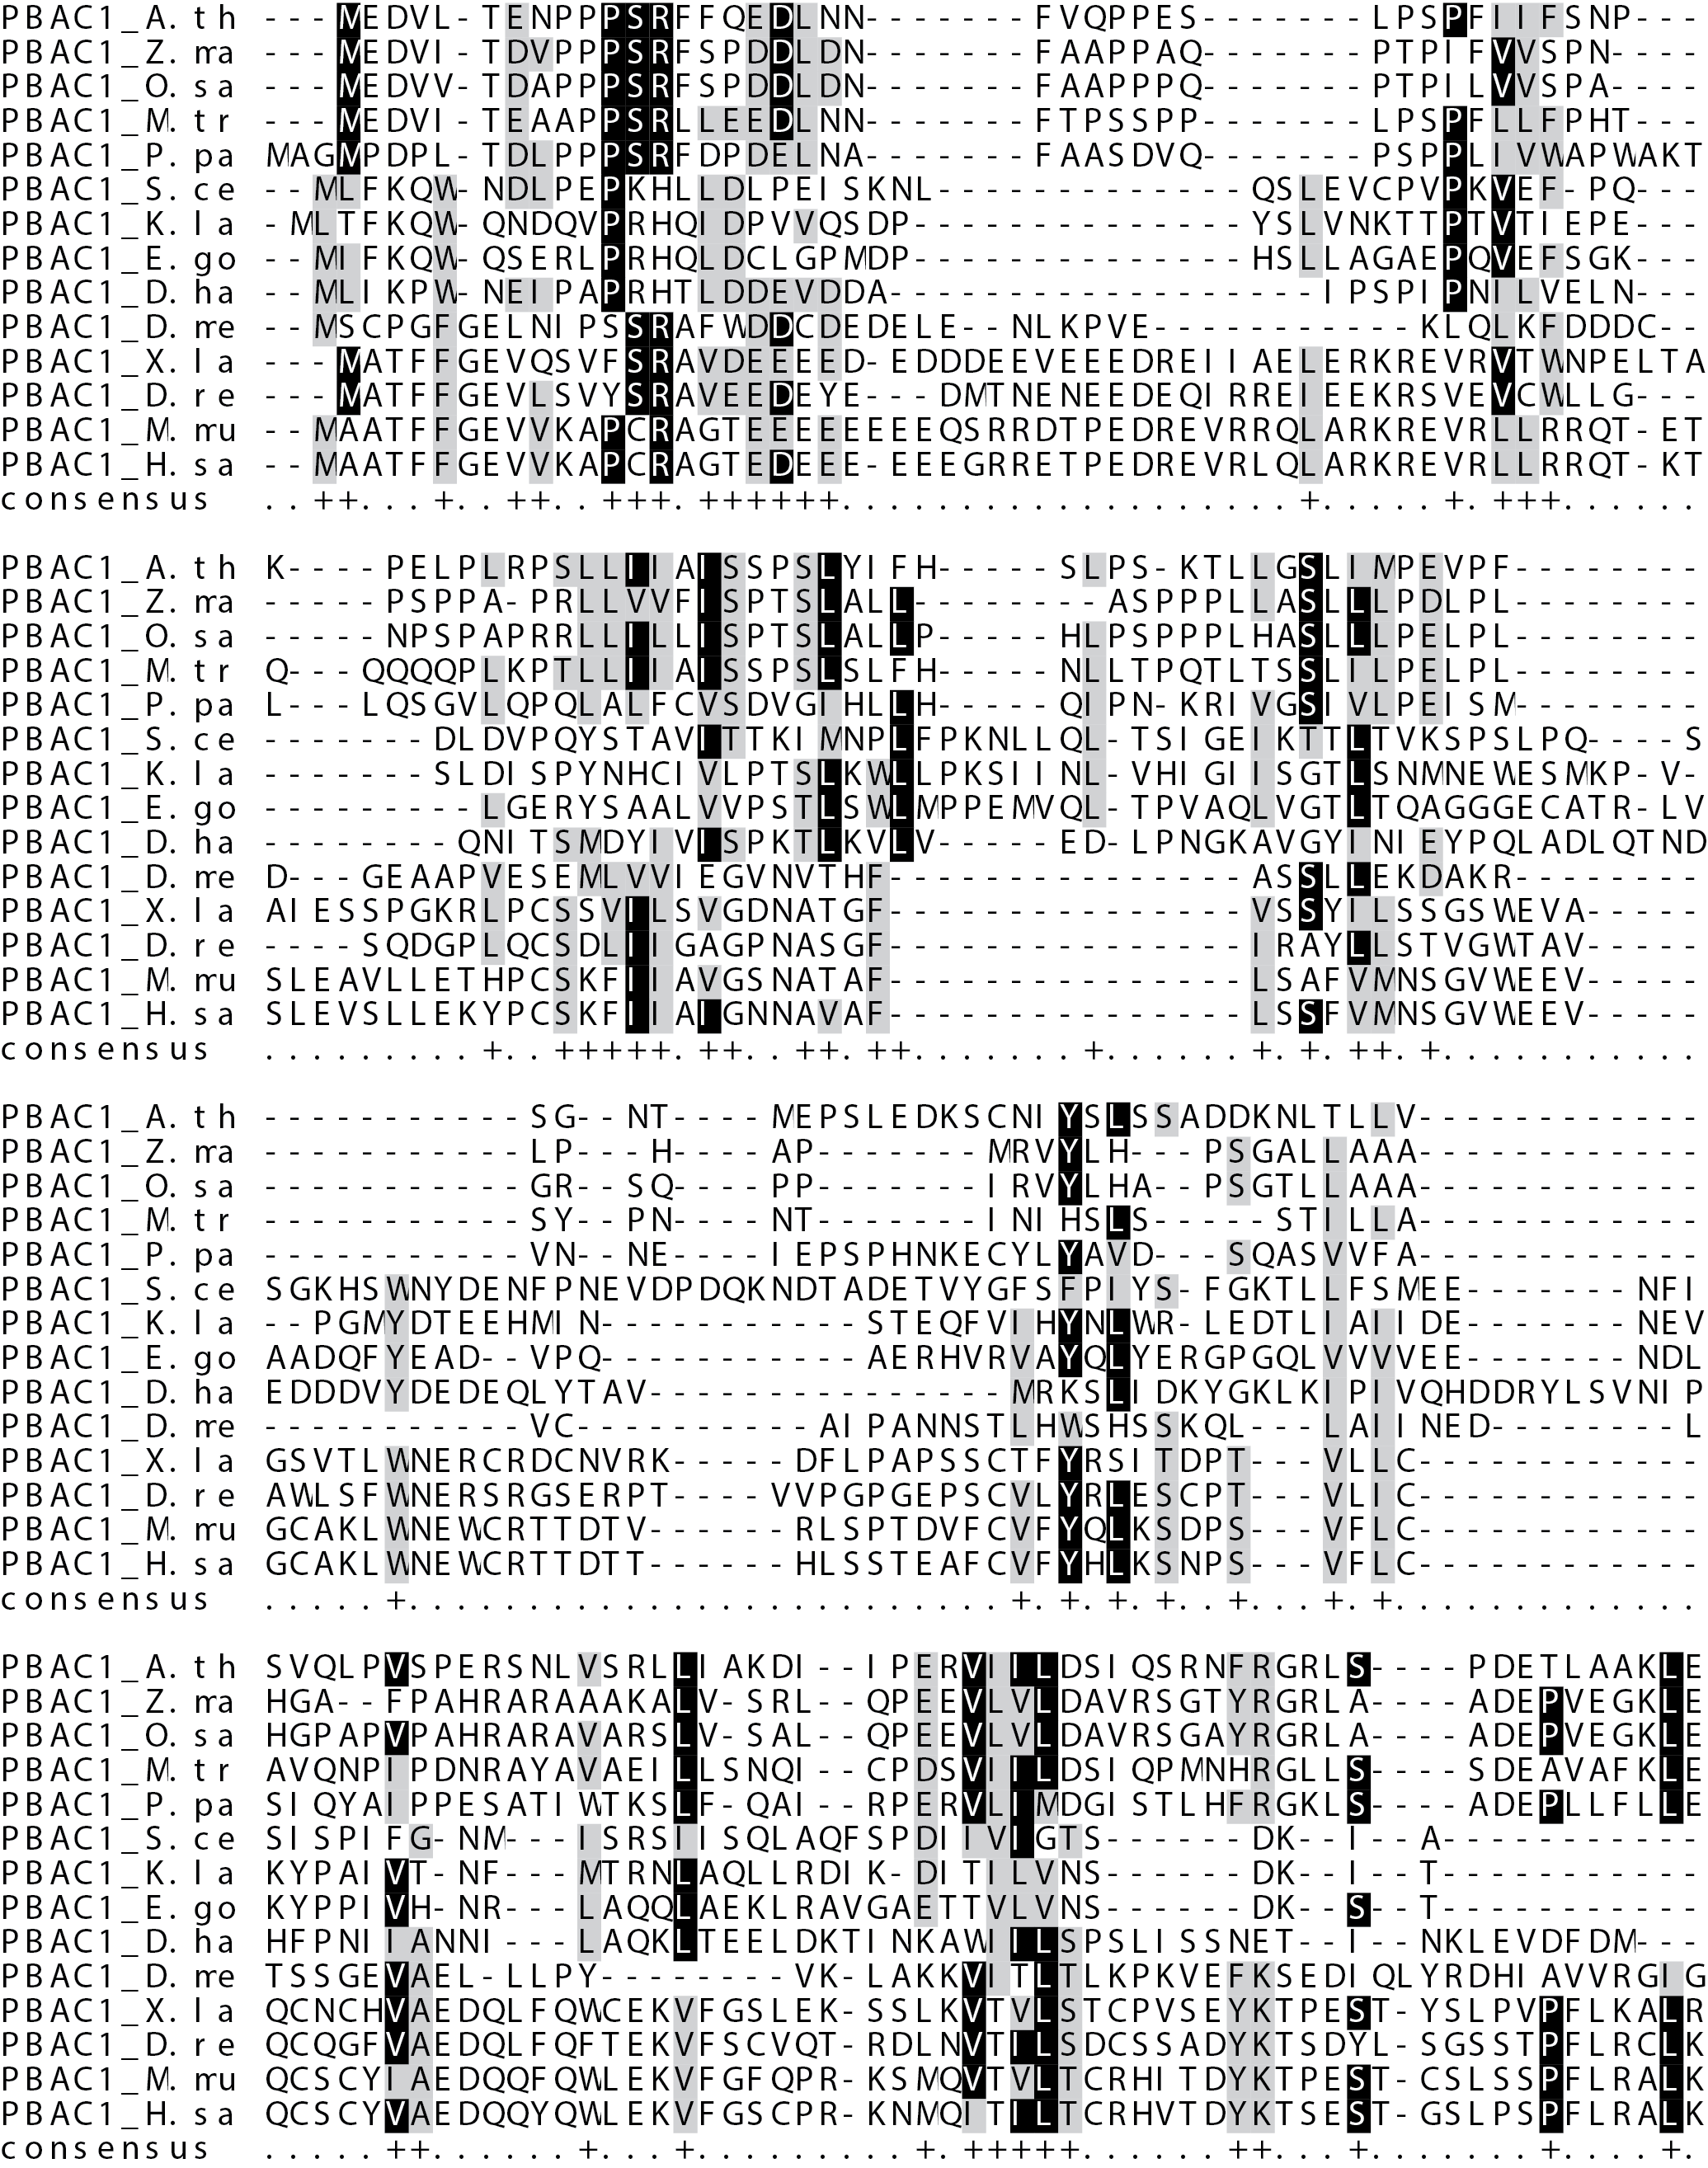 PBAC1_A.th ---MEDVL-TENPPPSRFFQEDLNN-------FVQPPES-------LPSPFIIFSNP---
PBAC1_Z.ma ---MEDVI-TDVPPPSRFSPDDLDN-------FAAPPAQ-------PTPIFVVSPN----
PBAC1_O.sa ---MEDVV-TDAPPPSRFSPDDLDN-------FAAPPPQ-------PTPILVVSPA----
PBAC1_M.tr ---MEDVI-TEAAPPSRLLEEDLNN-------FTPSSPP-------LPSPFLLFPHT---
PBAC1_P.pa MAGMPDPL-TDLPPPSRFDPDELNA-------FAASDVQ-------PSPPLIVWAPWAKT
PBAC1_S.ce --MLFKQW-NDLPEPKHLLDLPEISKNL-------------QSLEVCPVPKVEF-PQ---
PBAC1_K.la -MLTFKQW-QNDQVPRHQLDPVVQSDP--------------YSLVNKTTPTVTIEPE---
PBAC1_E.go --MIFKQW-QSERLPRHQLDCLGPMDP--------------HSLLAGAEPQVEFSGK---
PBAC1_D.ha --MLIKPW-NEIPAPRHTLDDEVDDA------------------IPSPIPNILVELN---
PBAC1_D.me --MSCPGFGELNIPSSRAFWDDCDEDELE--NLKPVE-----------KLQLKFDDDC--
PBAC1_X.la ---MATFFGEVQSVFSRAVDEEEED-EDDDEEVEEEEDREIIAELERKREVRVTWNPELTA
PBAC1_D.re ---MATFFGEVLSVYSRAVEEDEYE---DMTNENEEDEQIRREIEEKRSVEVCWLLG---
PBAC1_M.mu --MAATFFGEVVKAPCRAGTEEEEEEEEQSRRDTPEDREVRRQLARKREVRLLRRQT-ET
PBAC1_H.sa --MAATFFGEVVKAPCRAGTEDEEE-EEEGRRETPEDREVRLQLARKREVRLLRRQT-KT
consensus ..++...+..++..+++.++++++...................+.....+.+++......
PBAC1_A.th K----PELPLRPSLLIIAISSPSLYIFH-----SLPS-KTLLGSLIMPEVPF--------
PBAC1_Z.ma -----PSPPA-PRLLVVFISPTSLALL--------ASPPPLLASLLLPDLPL--------
PBAC1_O.sa -----NPSPAPRRLLILLISPTSLALLP-----HLPSPPPLHASLLLPELPL--------
PBAC1_M.tr Q---QQQQPLKPTLLIIAISSPSLSLFH-----NLLTPQTLTSSLILPELPL--------
PBAC1_P.pa L---LQSGVLQPQLALFCVSDVGIHLLH-----QIPN-KRIVGSIVLPEISM--------
PBAC1_S.ce -------DLDVPQYSTAVITTKIMNPLFPKNLLQL-TSIGEIKTTLTVKSPSLPQ----S
PBAC1_K.la -------SLDISPYNHCIVLPTSLKWLLPKSIINL-VHIGIISGTLSNMNEWESMKP-V-
PBAC1_E.go ---------LGERYSAALVVPSTLSWLMPPEMVQL-TPVAQLVGTLTQAGGGECATR-LV
PBAC1_D.ha --------QNITSMDYIVISPKTLKVLV-----ED-LPNGKAVGYINIEYPQLADLQTND
PBAC1_D.me D---GEAAPVESEMLVVIEGVNVTHF---------------ASSLLEKDAKR--------
PBAC1_X.la AIESSPGKRLPCSSVILSVGDNATGF---------------VSSYILSSGSWEVA-----
PBAC1_D.re ----SQDGPLQCSDLIIGAGPNASGF---------------IRAYLLSTVGWTAV-----
PBAC1_M.mu SLEAVLLETHPCSKFIIAVGSNATAF---------------LSAFVMNSGVWEEV-----
PBAC1_H.sa SLEVSLLEKYPCSKFIIAIGNNAVAF---------------LSSFVMNSGVWEEV-----
consensus .........+..+++++.++..++.++.......+......+.+.++.+...........
PBAC1_A.th -----------SG--NT----MEPSLEDKSCNIYSLSSADDKNLTLLV------------
PBAC1_Z.ma -----------LP---H----AP-------MRVYLH---PSGALLAAA------------
PBAC1_O.sa -----------GR--SQ----PP-------IRVYLHA--PSGTLLAAA------------
PBAC1_M.tr -----------SY--PN----NT-------INIHSLS-----STILLA------------
PBAC1_P.pa -----------VN--NE----IEPSPHNKECYLYAVD---SQASVVFA------------
PBAC1_S.ce SGKHSWNYDENFPNEVDPDQKNDTADETVYGFSFPIYS-FGKTLLFSMEE-------NFI
PBAC1_K.la --PGMYDTEEHMIN-----------STEQFVIHYNLWR-LEDTLIAIIDE-------NEV
PBAC1_E.go AADQFYEAD--VPQ-----------AERHVRVAYQLYERGPGQLVVVVEE-------NDL
PBAC1_D.ha EDDDVYDEDEQLYTAV---------------MRKSLIDKYGKLKIPIVQHDDRYLSVNIP
PBAC1_D.me -----------VC----------AIPANNSTLHWSHSSKQL---LAIINED--------L
PBAC1_X.la GSVTLWNERCRDCNVRK-----DFLPAPSSCTFYRSITDPT---VLLC------------
PBAC1_D.re AWLSFWNERSRGSERPT----VVPGPGEPSCVLYRLESCPT---VLIC------------
PBAC1_M.mu GCAKLWNEWCRTTDTV------RLSPTDVFCVFYQLKSDPS---VFLC------------
PBAC1_H.sa GCAKLWNEWCRTTDTT------HLSSTEAFCVFYHLKSNPS---VFLC------------
consensus .....+.........................+.+.+.+..+...+.+.............
PBAC1_A.th SVQLPVSPERSNLVSRLLIAKDI--IPERVIILDSIQSRNFRGRLS----PDETLAAKLE
PBAC1_Z.ma HGA--FPAHRARAAAKALV-SRL--QPEEVLVLDAVRSGTYRGRLA----ADEPVEGKLE
PBAC1_O.sa HGPAPVPAHRARAVARSLV-SAL--QPEEVLVLDAVRSGAYRGRLA----ADEPVEGKLE
PBAC1_M.tr AVQNPIPDNRAYAVAEILLSNQI--CPDSVIILDSIQPMNHRGLLS----SDEAVAFKLE
PBAC1_P.pa SIQYAIPPESATIWTKSLF-QAI--RPERVLIMDGISTLHFRGKLS----ADEPLLFLLE
PBAC1_S.ce SISPIFG-NM---ISRSIISQLAQFSPDIIVIGTS-------DK--I--A-----------
PBAC1_K.la KYPAIVT-NF---MTRNLAQLLRDIK-DITILVNS-------DK--I--T-----------
PBAC1_E.go KYPPIVH-NR---LAQQLAEKLRAVGAETTVLVNS-------DK--S--T-----------
PBAC1_D.ha HFPNIIANNI---LAQKLTEELDKTINKAWIILSPSLISSNET--I--NKLEVDFDM---
PBAC1_D.me TSSGEVAEL-LLPY--------VK-LAKKVITLTLKPKVEFKSEDIQLYRDHIAVVRGIG
PBAC1_X.la QCNCHVAEDQLFQWCEKVFGSLEK-SSLKVTVLSTCPVSEYKTPEST-YSLPVPFLKALR
PBAC1_D.re QCQGFVAEDQLFQFTEKVFSCVQT-RDLNVTILSDCSSADYKTSDYL-SGSSTPFLRCLK
PBAC1_M.mu QCSCYIAEDQQFQWLEKVFGFQPR-KSMQVTVLTCRHITDYKTPEST-CSLSSPFLRALK
PBAC1_H.sa QCSCYVAEDQQYQWLEKVFGSCPR-KNMQITILTCRHVTDYKTSEST-GSLPSPFLRALK
consensus .....++......+...+.........+.+++++......++...+.......+....+.